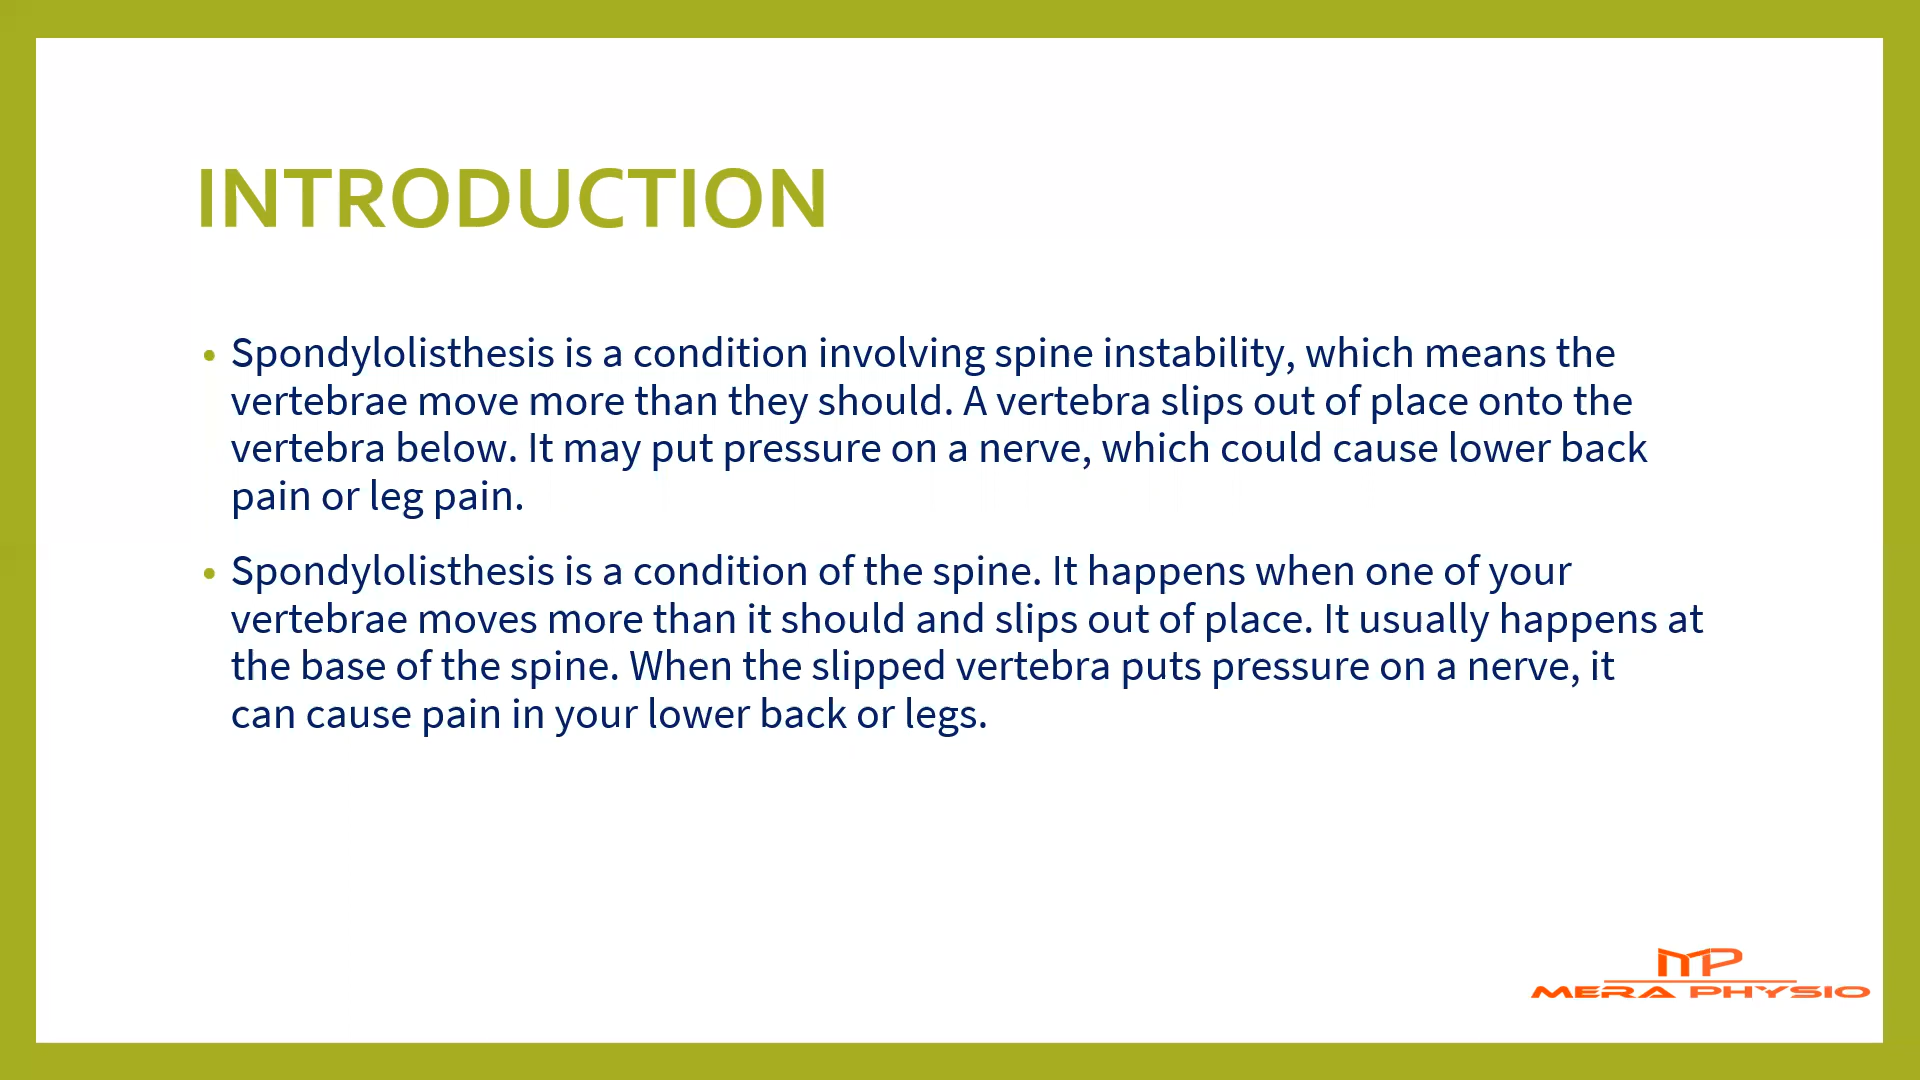 INTRODUCTION
• Spondylolisthesis is a condition involving spine instability, which means the
vertebrae move more than they should. A vertebra slips out of place onto the
vertebra below. It may put pressure on a nerve, which could cause lower back
pain or leg pain.
• Spondylolisthesis is a condition of the spine. It happens when one of your
vertebrae moves more than it should and slips out of place. It usually happens at
the base of the spine. When the slipped vertebra puts pressure on a nerve, it
can cause pain in your lower back or legs.
MP
MERA PHYSIO